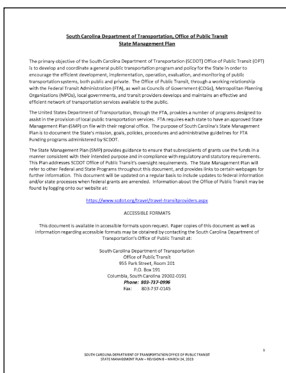 South Carolina Department of Transportation, Office of Public Transit
State Management Plan
The primary objective of the South Carolina Department of Transportation (SCDOT) Office of Public Transit (OPT)
is to develop and coordinate a general public transportation program and policy for the State in order to
encourage the efficient development, implementation, operation, evaluation, and monitoring of public
transportation systems, both public and private. The Office of Public Transit, through a working relationship
with the Federal Transit Administration (FTA), as well as Councils of Government (COGs), Metropolitan Planning
Organizations (MPOs), local governments, and transit providers develops and maintains an effective and
efficient network of transportation services available to the public.
The United States Department of Transportation, through the FTA, provides a number of programs designed to
assist in the provision of local public transportation services. FTA requires each state to have an approved State
Management Plan (SMP) on file with their regional office. The purpose of South Carolina's State Management
Plan is to document the State's mission, goals, policies, procedures and administrative guidelines for FTA
funding programs administered by SCDOT.
The State Management Plan (SMP) provides guidance to ensure that subrecipients of grants use the funds in a
manner consistent with their intended purpose and in compliance with regulatory and statutory requirements.
This Plan addresses SCDOT Office of Public Transit's oversight requirements. The State Management Plan will
refer to other Federal and State Programs throughout this document, and provides links to certain webpages for
further information. This document will be updated on a regular basis to include updates to federal information
and/or state processes when federal grants are amended. Information about the Office of Public Transit may be
found by logging onto our website at:
https://www.scdot.org/travel/travel-transitproviders.aspx
ACCESSIBLE FORMATS
This document is available in accessible formats upon request. Paper copies of this document as well as
information regarding accessible formats may be obtained by contacting the South Carolina Department of
Transportation's Office of Public Transit at:
South Carolina Department of Transportation
Office of Public Transit
955 Park Street, Room 201
P.O. Box 191
Columbia, South Carolina 29202-0191
Phone: 803-737-0996
Fax:
SOUTH CAROLINA DEPARTMENT OF TRANSPORTATION OFFICE OF PUBLIC TRANSIT
STATE MANAGEMENT PLAN – REVISION